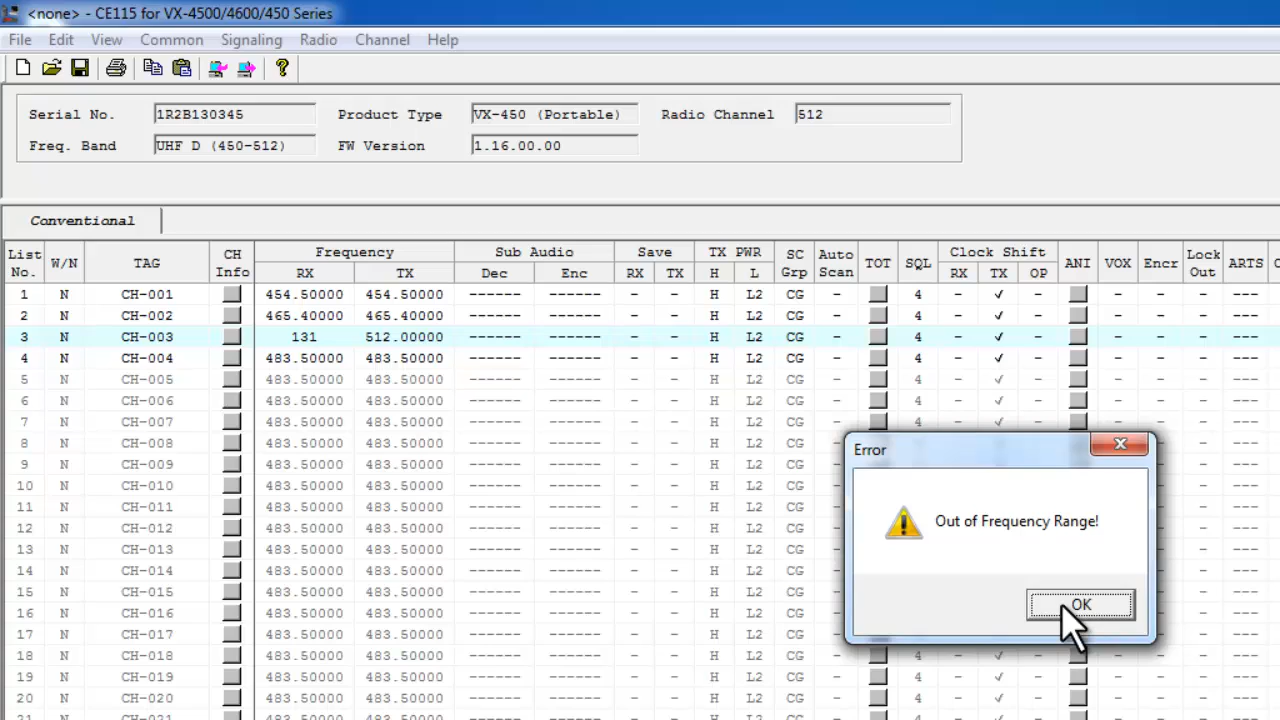 <none> - CE115 for VX-4500/4600/450 Series
File Edit View Common Signaling Radio Channel Help
Serial No. 1R2B130345 Product Type VX-450 (Portable) Radio Channel 512
Freq. Band UHF D (450-512) FW Version 1.16.00.00
Conventional
List No. W/N TAG CH Info Frequency RX TX Sub Audio Dec Enc Save RX TX TX PWR H L SC Grp Auto Scan TOT SQL Clock Shift RX TX OP ANI VOX Encr Lock Out ARTS
1 N CH-001 454.50000 454.50000 ------ ------ - - H L2 CG - 4 - ✓ - - - - ---
2 N CH-002 465.40000 465.40000 ------ ------ - - H L2 CG - 4 - ✓ - - - - ---
3 N CH-003 131 512.00000 ------ ------ - - H L2 CG - 4 - ✓ - - - - ---
4 N CH-004 483.50000 483.50000 ------ ------ - - H L2 CG - 4 - ✓ - - - - ---
5 N CH-005 483.50000 483.50000 ------ ------ - - H L2 CG - 4 - ✓ - - - - ---
6 N CH-006 483.50000 483.50000 ------ ------ - - H L2 CG - 4 - ✓ - - - - ---
7 N CH-007 483.50000 483.50000 ------ ------ - - H L2 CG - 4 - ✓ - - - - ---
8 N CH-008 483.50000 483.50000 ------ ------ - - H L2 CG - ---
9 N CH-009 483.50000 483.50000 ------ ------ - - H L2 CG - ---
10 N CH-010 483.50000 483.50000 ------ ------ - - H L2 CG - ---
11 N CH-011 483.50000 483.50000 ------ ------ - - H L2 CG - ---
12 N CH-012 483.50000 483.50000 ------ ------ - - H L2 CG - ---
13 N CH-013 483.50000 483.50000 ------ ------ - - H L2 CG - ---
14 N CH-014 483.50000 483.50000 ------ ------ - - H L2 CG - ---
15 N CH-015 483.50000 483.50000 ------ ------ - - H L2 CG - ---
16 N CH-016 483.50000 483.50000 ------ ------ - - H L2 CG - ---
17 N CH-017 483.50000 483.50000 ------ ------ - - H L2 CG - ---
18 N CH-018 483.50000 483.50000 ------ ------ - - H L2 CG - 4 - ✓ - - - - ---
19 N CH-019 483.50000 483.50000 ------ ------ - - H L2 CG - 4 - ✓ - - - - ---
20 N CH-020 483.50000 483.50000 ------ ------ - - H L2 CG - 4 - ✓ - - - - ---
Error
Out of Frequency Range!
OK